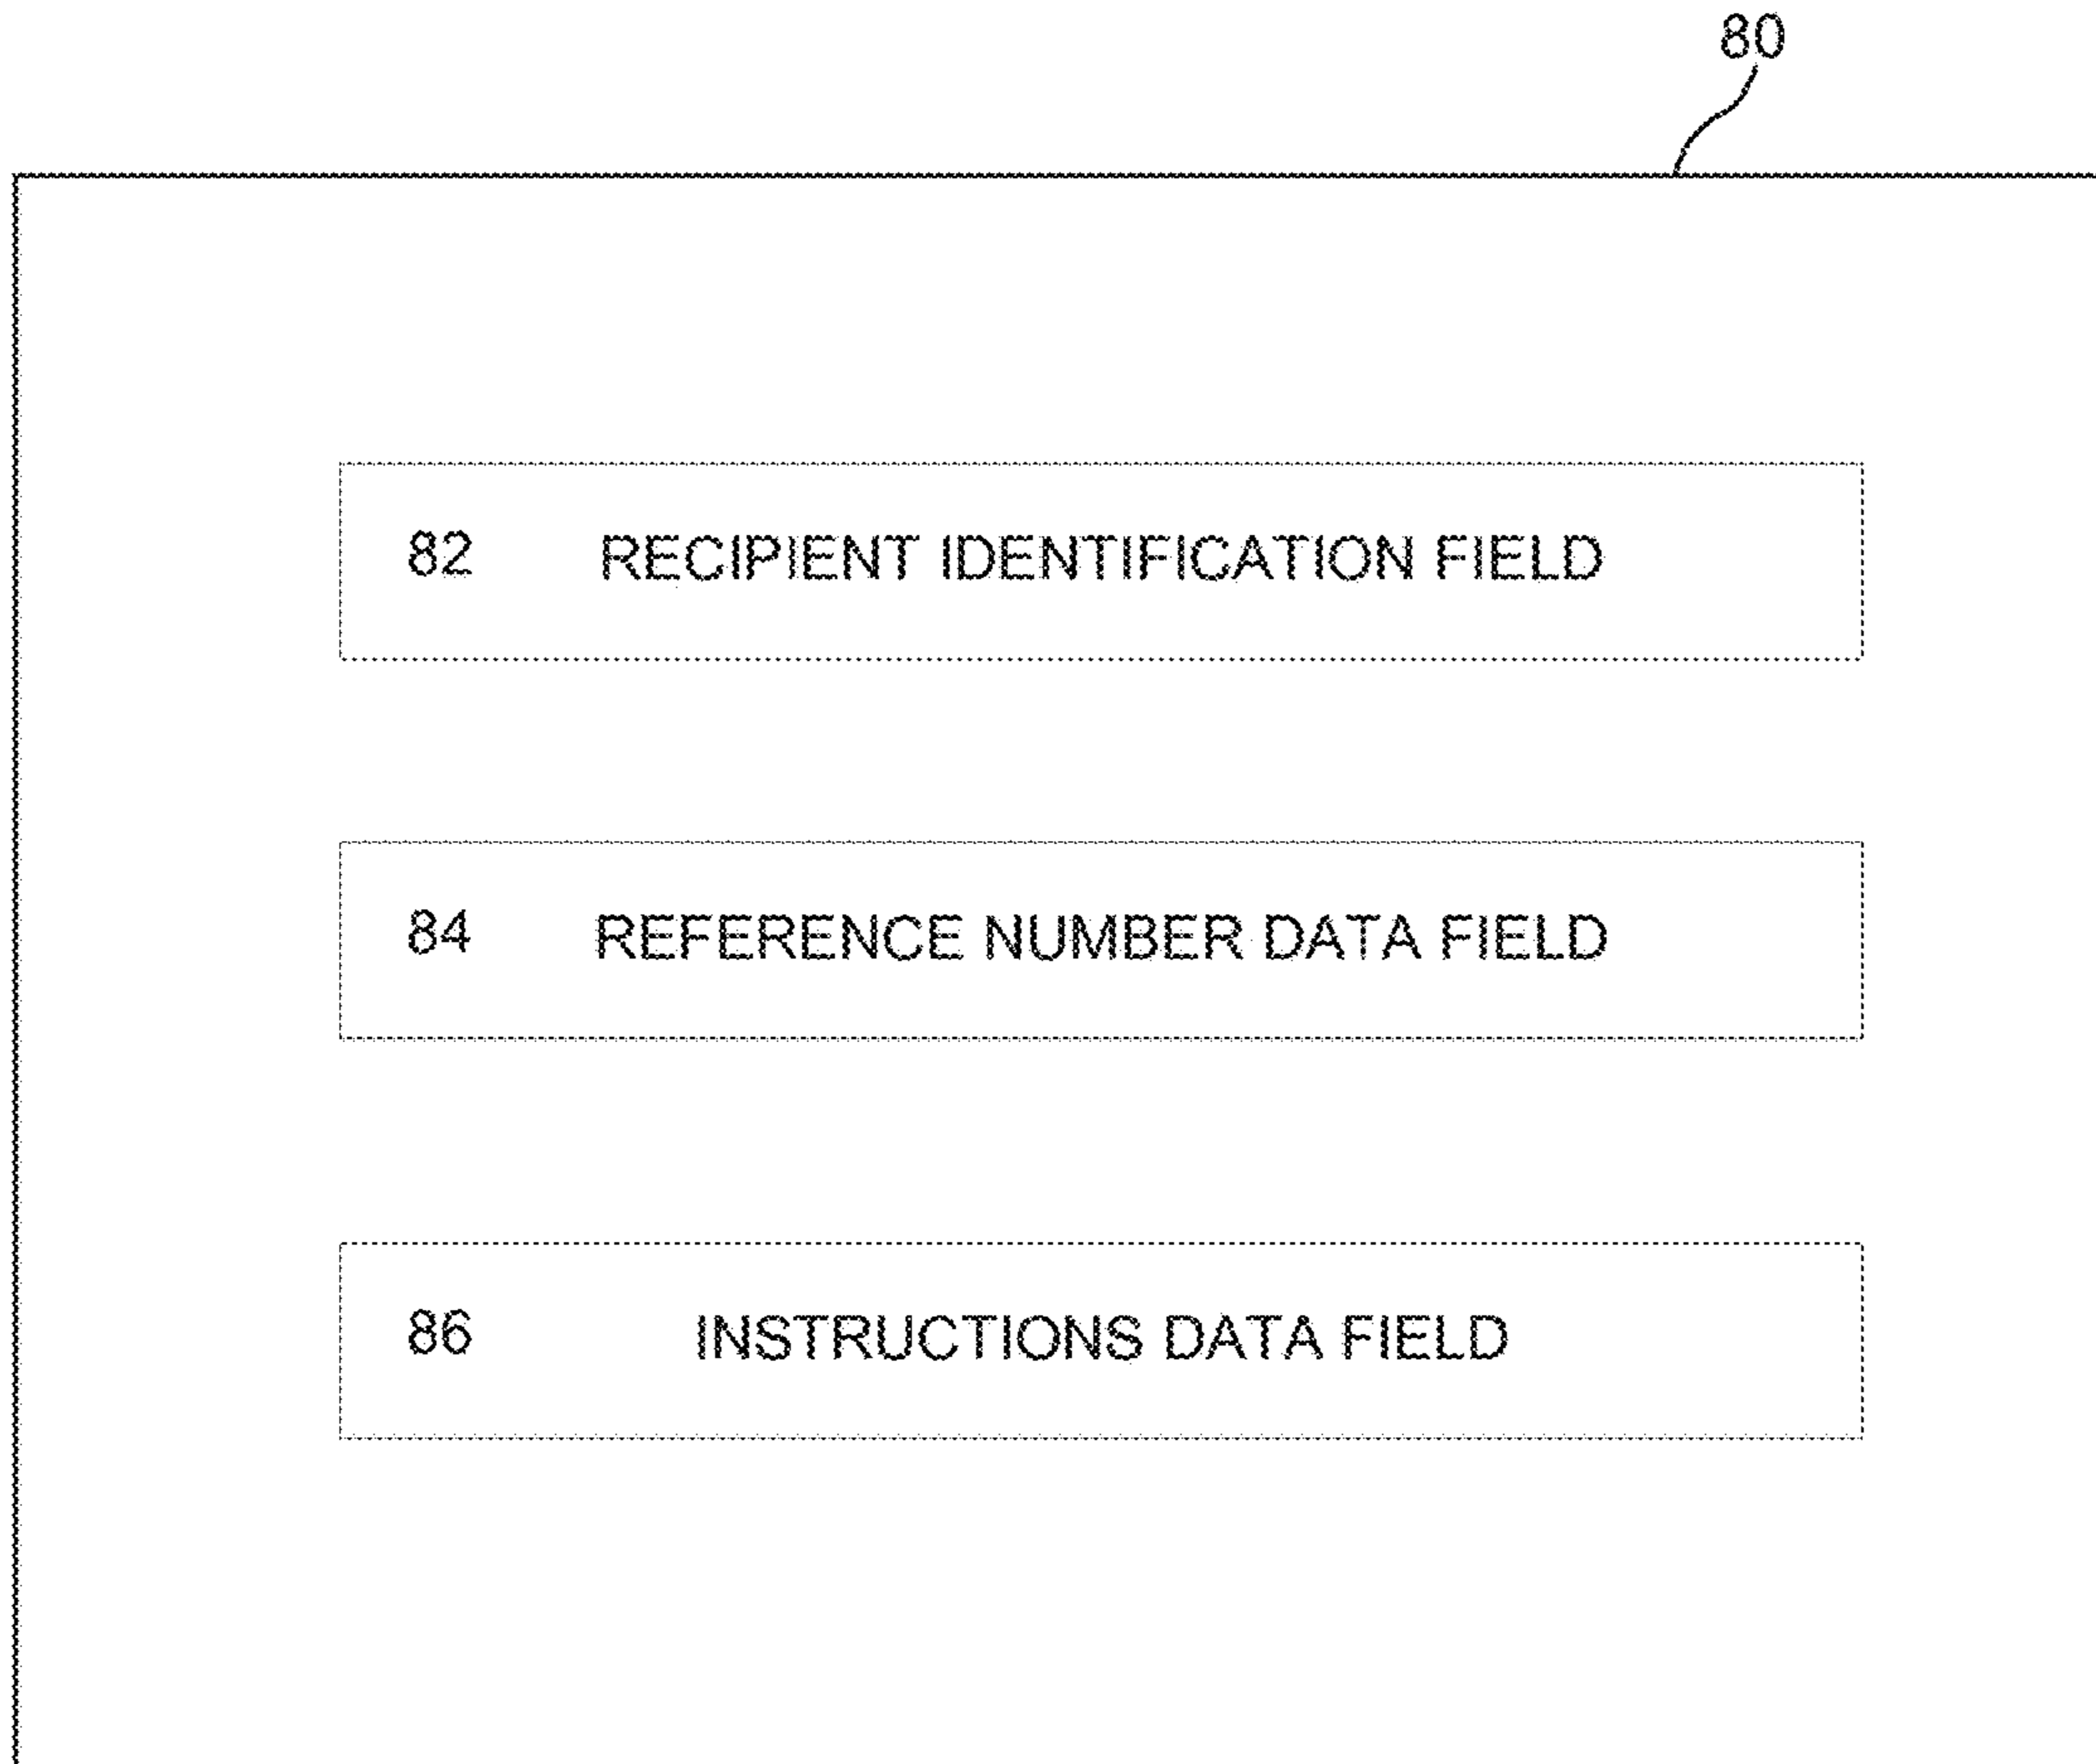 80
82 RECIPIENT IDENTIFICATION FIELD
84 REFERENCE NUMBER DATA FIELD
86 INSTRUCTIONS DATA FIELD